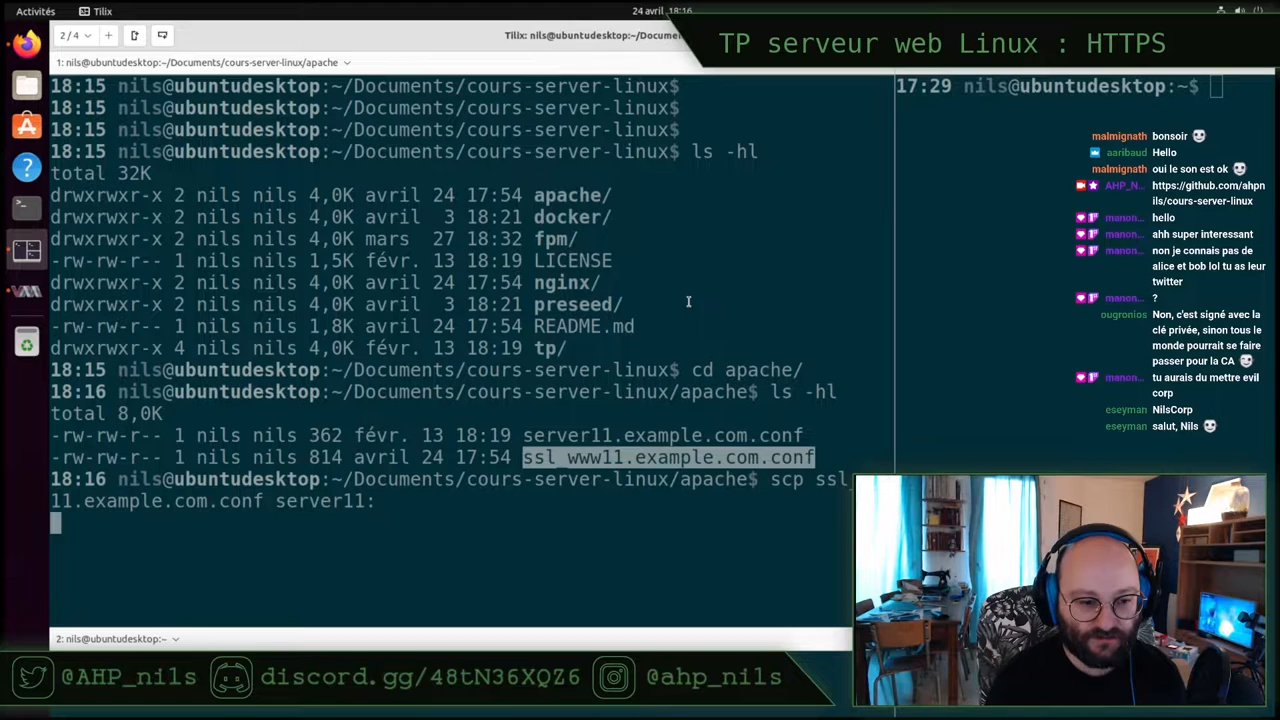 Activités
Tilix
24 avril 18:16
2/4
Tilix: nils@ubuntudesktop:~/Docume
TP serveur web Linux : HTTPS
1: nils@ubuntudesktop:~/Documents/cours-server-linux/apache
18:15 nils@ubuntudesktop:~/Documents/cours-server-linux$
18:15 nils@ubuntudesktop:~/Documents/cours-server-linux$
18:15 nils@ubuntudesktop:~/Documents/cours-server-linux$
18:15 nils@ubuntudesktop:~/Documents/cours-server-linux$ ls -hl
total 32K
drwxrwxr-x 2 nils nils 4,0K avril 24 17:54 apache/
drwxrwxr-x 2 nils nils 4,0K avril  3 18:21 docker/
drwxrwxr-x 2 nils nils 4,0K mars  27 18:32 fpm/
-rw-rw-r-- 1 nils nils 1,5K févr. 13 18:19 LICENSE
drwxrwxr-x 2 nils nils 4,0K avril 24 17:54 nginx/
drwxrwxr-x 2 nils nils 4,0K avril  3 18:21 preseed/
-rw-rw-r-- 1 nils nils 1,8K avril 24 17:54 README.md
drwxrwxr-x 4 nils nils 4,0K févr. 13 18:19 tp/
18:15 nils@ubuntudesktop:~/Documents/cours-server-linux$ cd apache/
18:16 nils@ubuntudesktop:~/Documents/cours-server-linux/apache$ ls -hl
total 8,0K
-rw-rw-r-- 1 nils nils 362 févr. 13 18:19 server11.example.com.conf
-rw-rw-r-- 1 nils nils 814 avril 24 17:54 ssl_www11.example.com.conf
18:16 nils@ubuntudesktop:~/Documents/cours-server-linux/apache$ scp ssl
11.example.com.conf server11:
2: nils@ubuntudesktop:~
17:29 nils@ubuntudesktop:~$
malmignath bonsoir
aaribaud Hello
malmignath oui le son est ok
AHP_N... https://github.com/ahpn
ils/cours-server-linux
manon... hello
manon... ahh super interessant
manon... non je connais pas de
alice et bob lol tu as leur
twitter
manon... ?
ougronios Non, c'est signé avec la
clé privée, sinon tous le
monde pourrait se faire
passer pour la CA
manon... tu aurais du mettre evil
corp
eseyman NilsCorp
eseyman salut, Nils
@AHP_nils
discord.gg/48tN36XQZ6
@ahp_nils